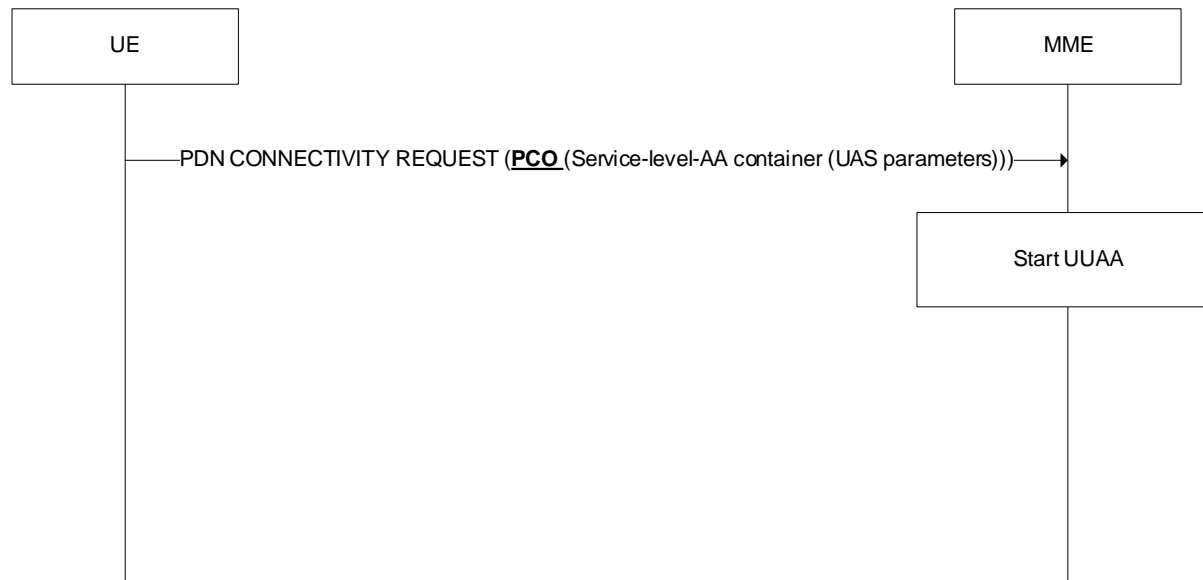 UE
MME
PDN CONNECTIVITY REQUEST (PCO (Service-level-AA container (UAS parameters)))
Start UUAA